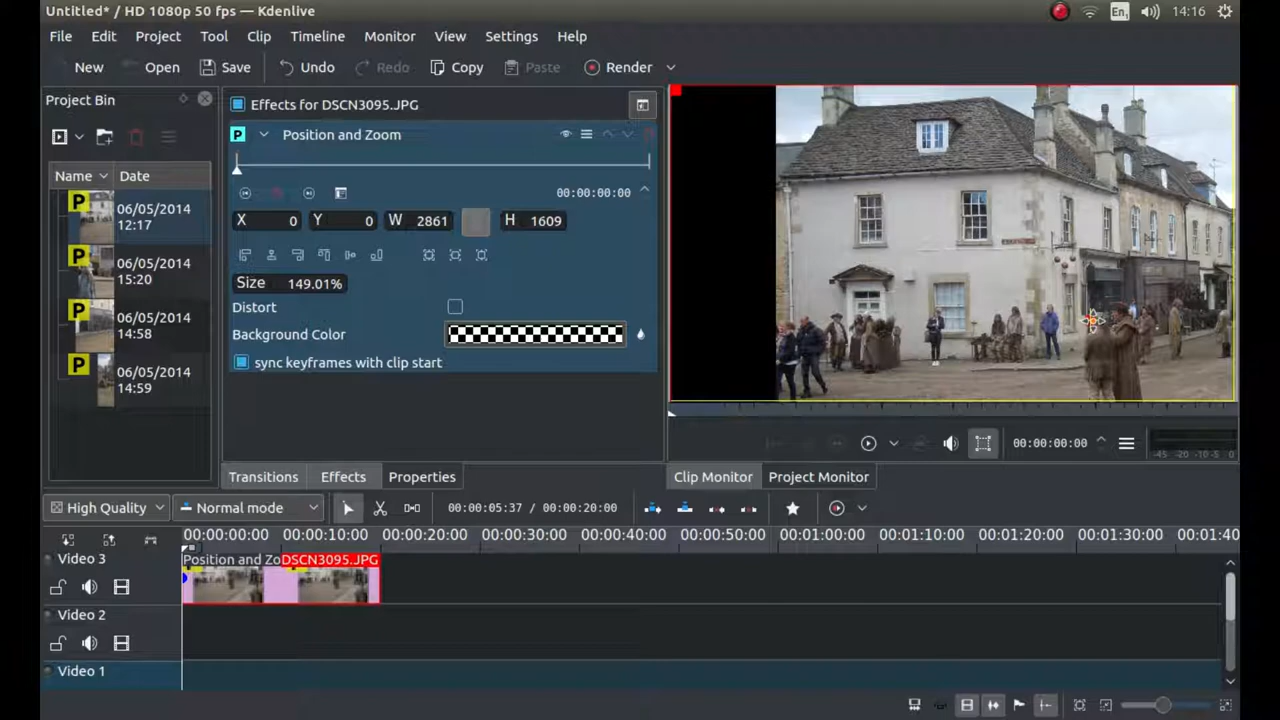 Untitled* / HD 1080p 50 fps — Kdenlive
En1
14:16
File Edit Project Tool Clip Timeline Monitor View Settings Help
New Open Save Undo Redo Copy Paste Render
Project Bin
Effects for DSCN3095.JPG
P Position and Zoom
Name Date
P 06/05/2014
12:17
00:00:00:00
X 0 Y 0 W 2861 H 1609
P 06/05/2014
15:20
Size 149.01%
Distort
P 06/05/2014
14:58
Background Color
sync keyframes with clip start
P 06/05/2014
14:59
00:00:00:00
-45 -20 -10 -5 0
Transitions Effects Properties
Clip Monitor Project Monitor
High Quality Normal mode 00:00:05:37 / 00:00:20:00
00:00:00:00 00:00:10:00 00:00:20:00 00:00:30:00 00:00:40:00 00:00:50:00 00:01:00:00 00:01:10:00 00:01:20:00 00:01:30:00 00:01:40
Video 3
Position and Zo DSCN3095.JPG
Video 2
Video 1